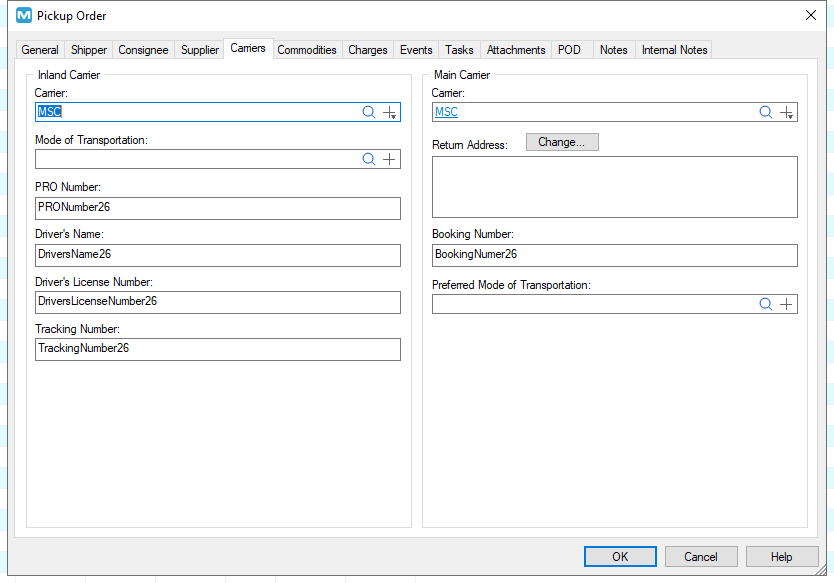 Pickup Order
General Shipper Consignee Supplier Carriers Commodities Charges Events Tasks Attachments POD Notes Internal Notes
Inland Carrier
Carrier:
MSC
Mode of Transportation:
PRO Number:
PRONumber26
Driver's Name:
DriversName26
Driver's License Number:
DriversLicenseNumber26
Tracking Number:
TrackingNumber26
Main Carrier
Carrier:
MSC
Return Address: Change...
Booking Number:
BookingNumer26
Preferred Mode of Transportation:
OK Cancel Help